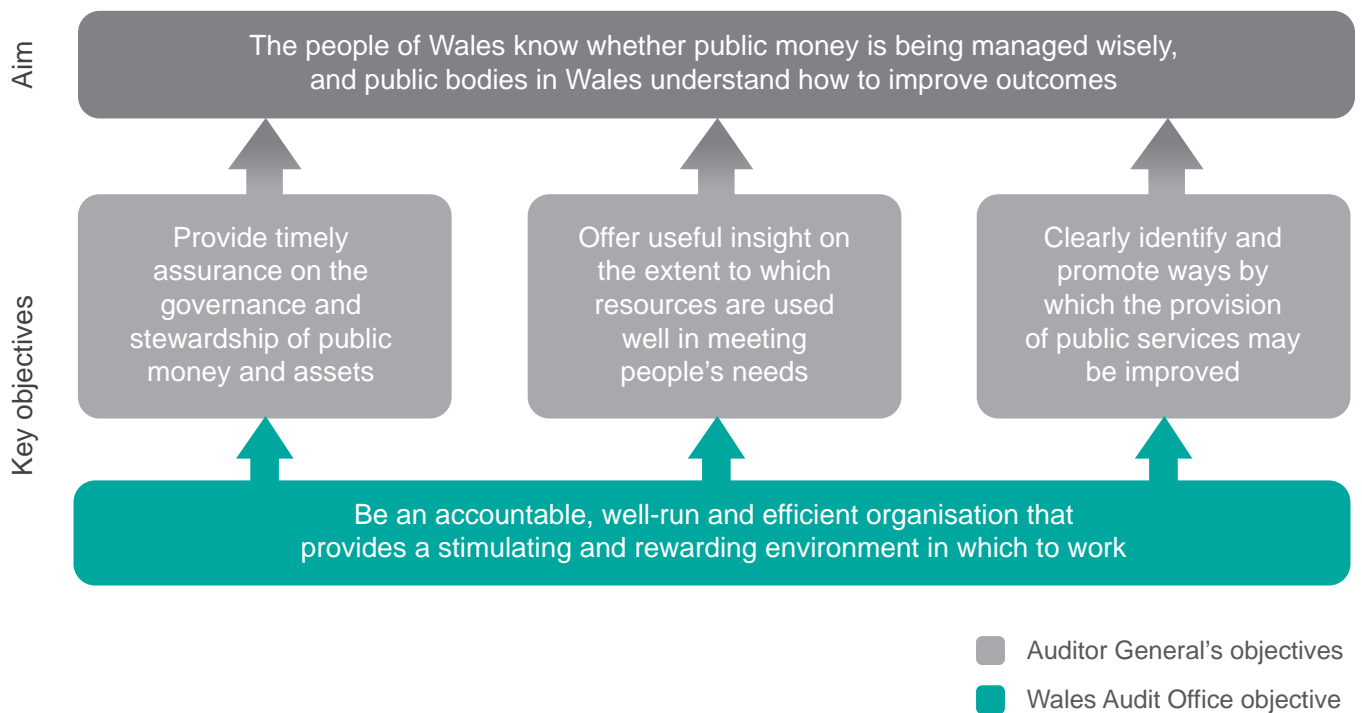 Aim
The people of Wales know whether public money is being managed wisely,
and public bodies in Wales understand how to improve outcomes
Key objectives
Provide timely
assurance on the
governance and
stewardship of public
money and assets
Offer useful insight on
the extent to which
resources are used
well in meeting
people’s needs
Clearly identify and
promote ways by
which the provision
of public services may
be improved
Be an accountable, well-run and efficient organisation that
provides a stimulating and rewarding environment in which to work
Auditor General’s objectives
Wales Audit Office objective